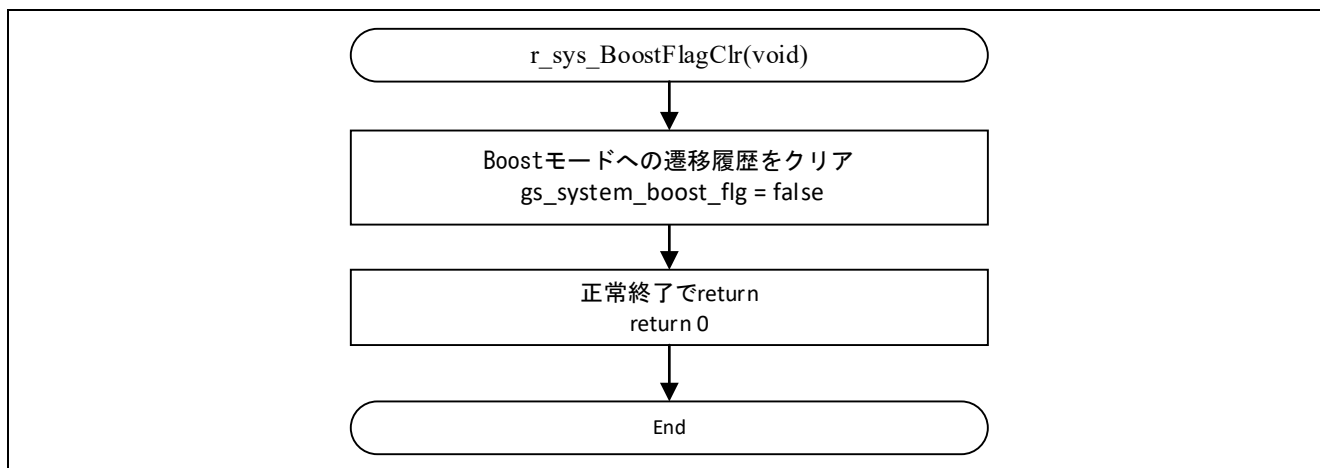 r_sys_BoostFlagClr(void)
Boostモードへの遷移履歴をクリア
gs_system_boost_flg = false
正常終了でreturn
return 0
End